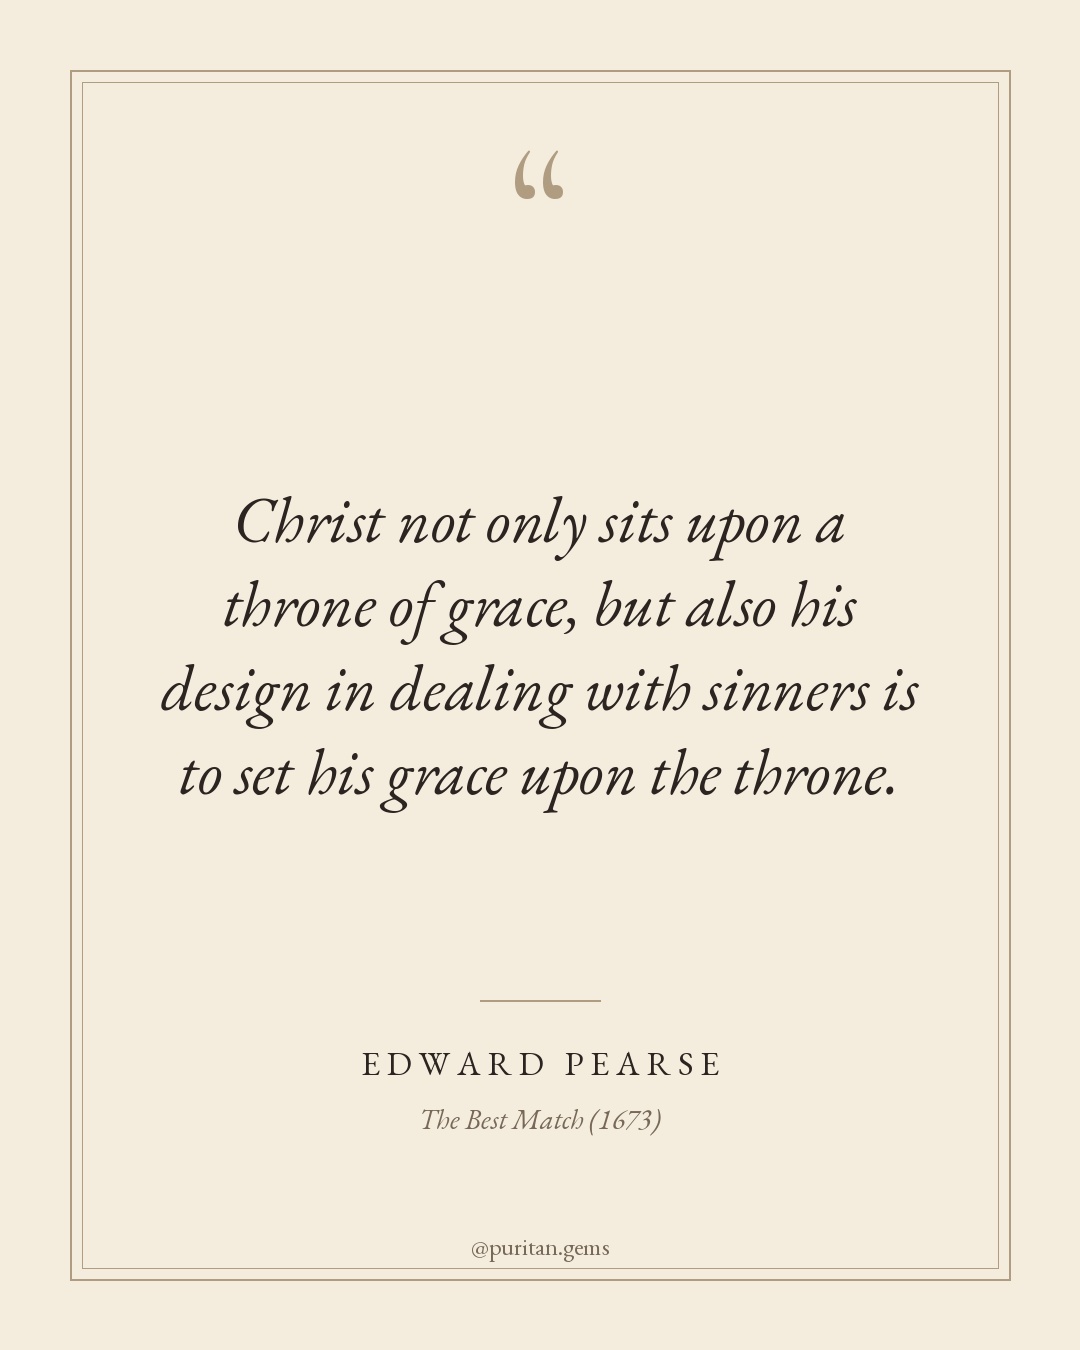 “
Christ not only sits upon a
throne of grace, but also his
design in dealing with sinners is
to set his grace upon the throne.
EDWARD PEARSE
The Best Match (1673)
@puritan.gems